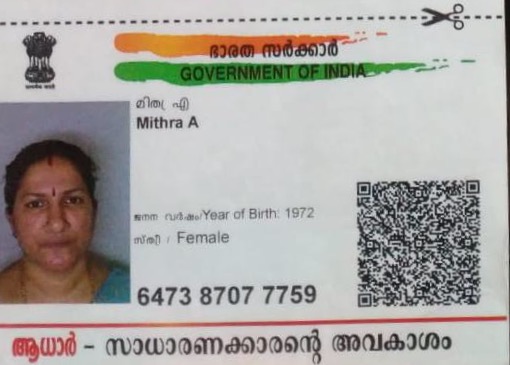 ഭാരത സർക്കാർ
GOVERNMENT OF INDIA
മിത്ര എ
Mithra A
ജനന വർഷം/Year of Birth: 1972
സ്ത്രീ / Female
6473 8707 7759
ആധാർ - സാധാരണക്കാരന്റെ അവകാശം